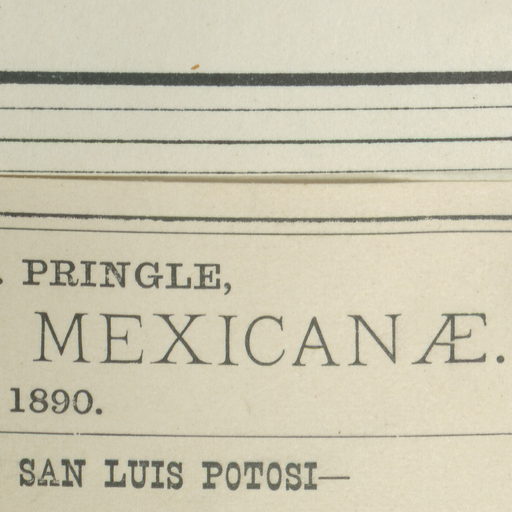 . PRINGLE,
MEXICANÆ.
1890.
SAN LUIS POTOSI—